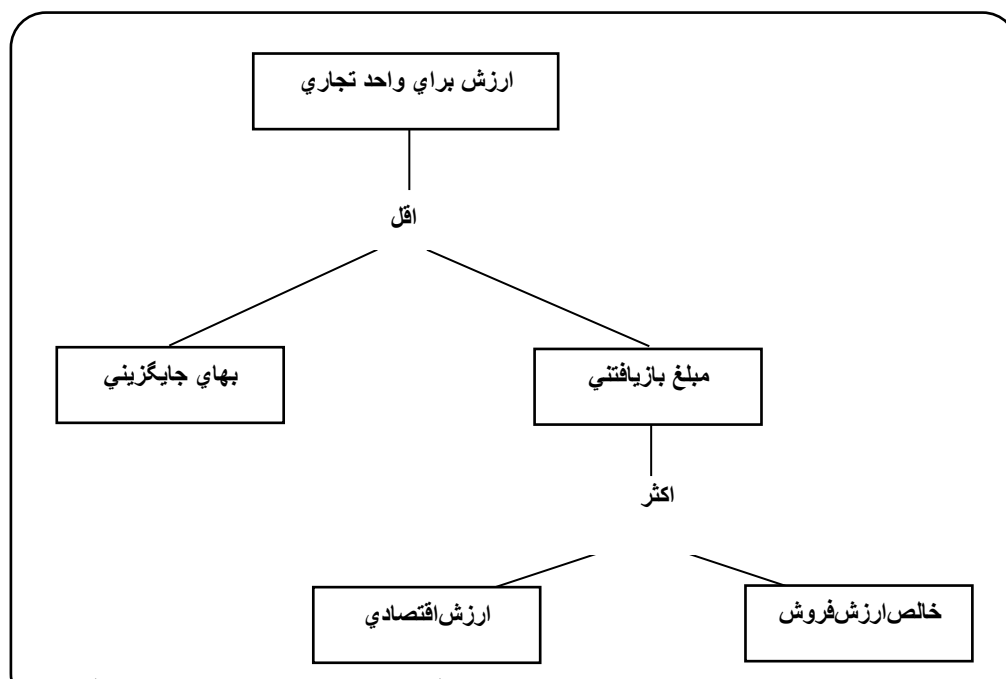 ارزش براي واحد تجاري
اقل
مبلغ بازيافتني
بهاي جايگزيني
اكثر
خالص‌ارزش‌فروش
ارزش‌اقتصادي